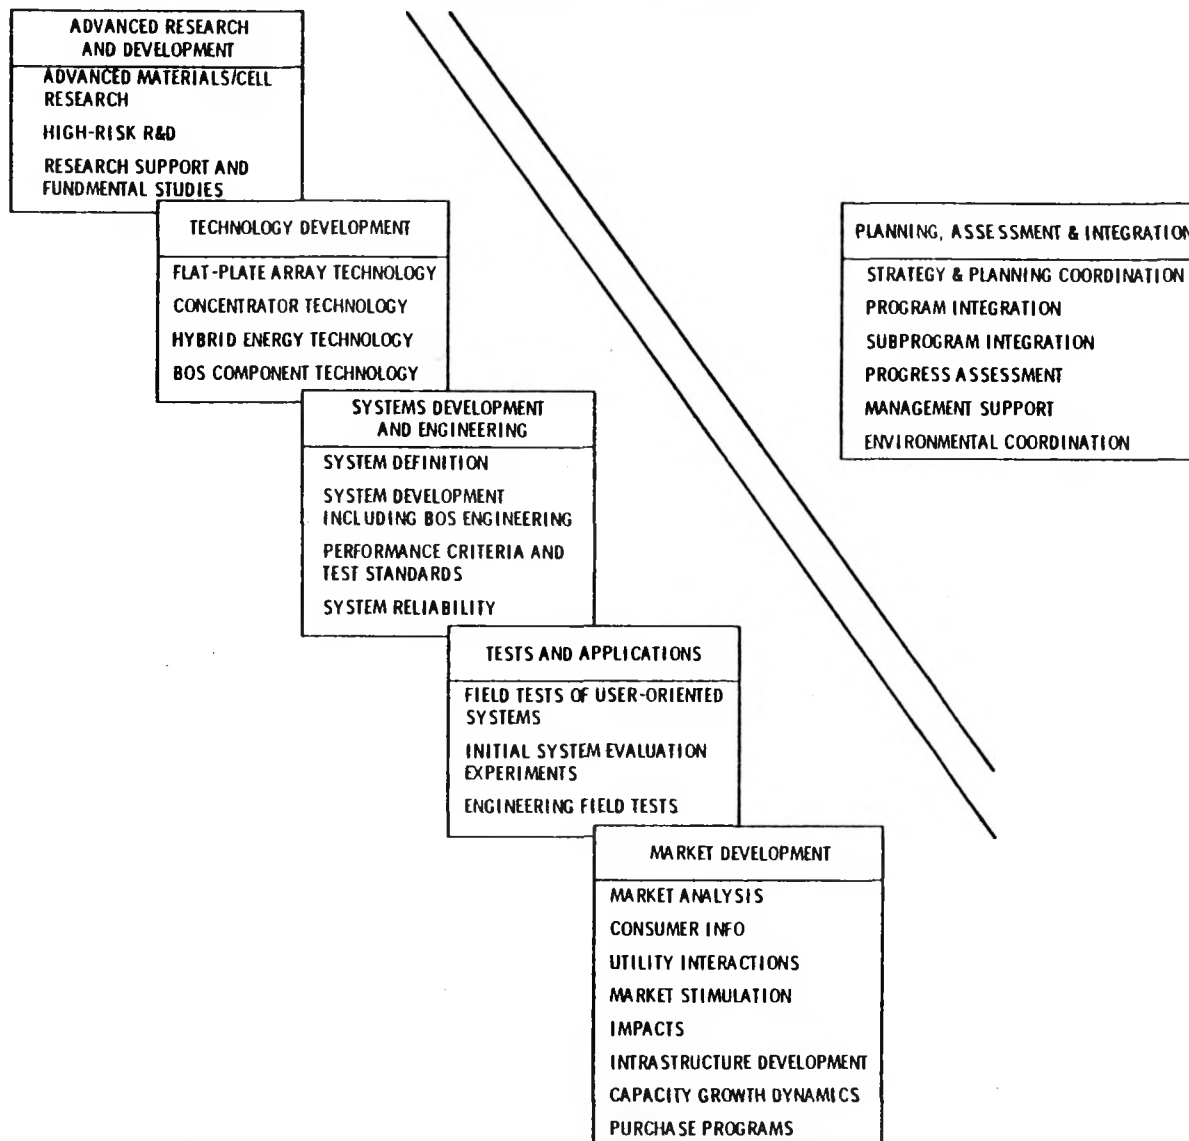 ADVANCED RESEARCH
AND DEVELOPMENT
ADVANCED MATERIALS/CELL
RESEARCH
HIGH-RISK R&D
RESEARCH SUPPORT AND
FUNDMENTAL STUDIES
TECHNOLOGY DEVELOPMENT
FLAT-PLATE ARRAY TECHNOLOGY
CONCENTRATOR TECHNOLOGY
HYBRID ENERGY TECHNOLOGY
BOS COMPONENT TECHNOLOGY
SYSTEMS DEVELOPMENT
AND ENGINEERING
SYSTEM DEFINITION
SYSTEM DEVELOPMENT
INCLUDING BOS ENGINEERING
PERFORMANCE CRITERIA AND
TEST STANDARDS
SYSTEM RELIABILITY
TESTS AND APPLICATIONS
FIELD TESTS OF USER-ORIENTED
SYSTEMS
INITIAL SYSTEM EVALUATION
EXPERIMENTS
ENGINEERING FIELD TESTS
MARKET DEVELOPMENT
MARKET ANALYSIS
CONSUMER INFO
UTILITY INTERACTIONS
MARKET STIMULATION
IMPACTS
INTRASTRUCTURE DEVELOPMENT
CAPACITY GROWTH DYNAMICS
PURCHASE PROGRAMS
PLANNING, ASSESSMENT & INTEGRATION
STRATEGY & PLANNING COORDINATION
PROGRAM INTEGRATION
SUBPROGRAM INTEGRATION
PROGRESS ASSESSMENT
MANAGEMENT SUPPORT
ENVIRONMENTAL COORDINATION